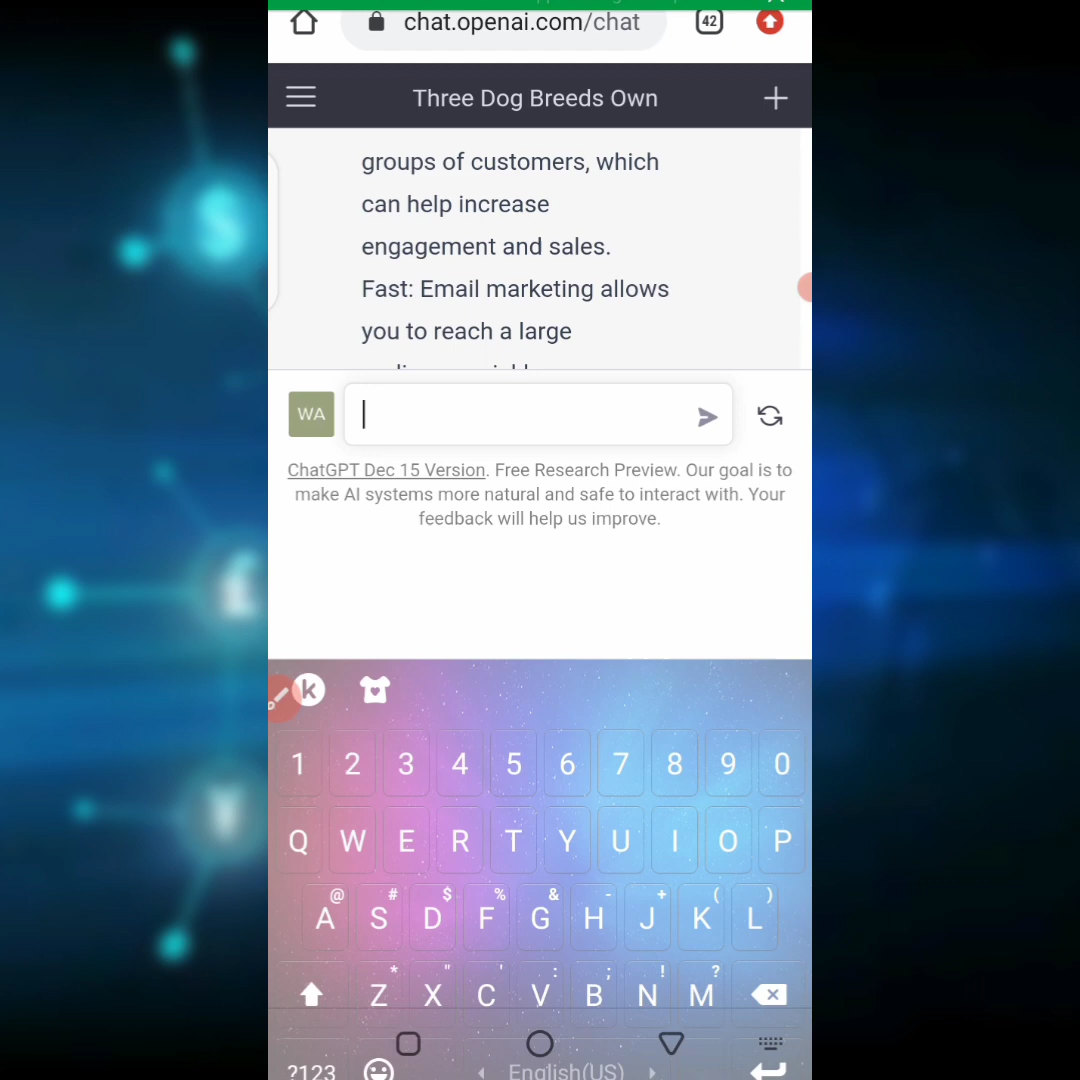 chat.openai.com/chat
42
Three Dog Breeds Own
groups of customers, which
can help increase
engagement and sales.
Fast: Email marketing allows
you to reach a large
WA
ChatGPT Dec 15 Version. Free Research Preview. Our goal is to
make AI systems more natural and safe to interact with. Your
feedback will help us improve.
k
1 2 3 4 5 6 7 8 9 0
Q W E R T Y U I O P
@ # $ % & - + ( )
A S D F G H J K L
* " ' : ; ! ?
Z X C V B N M
?123 English(US)
$
£
¥